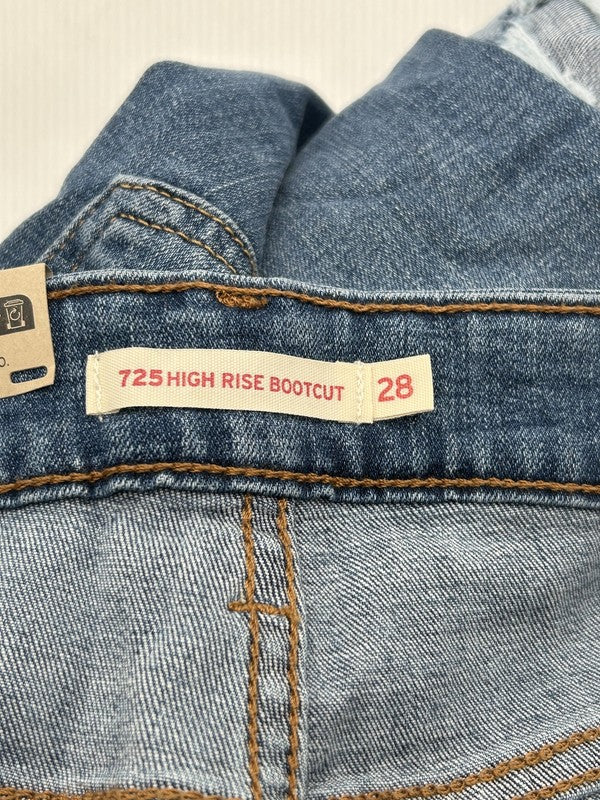 725 HIGH RISE BOOTCUT 28
o.